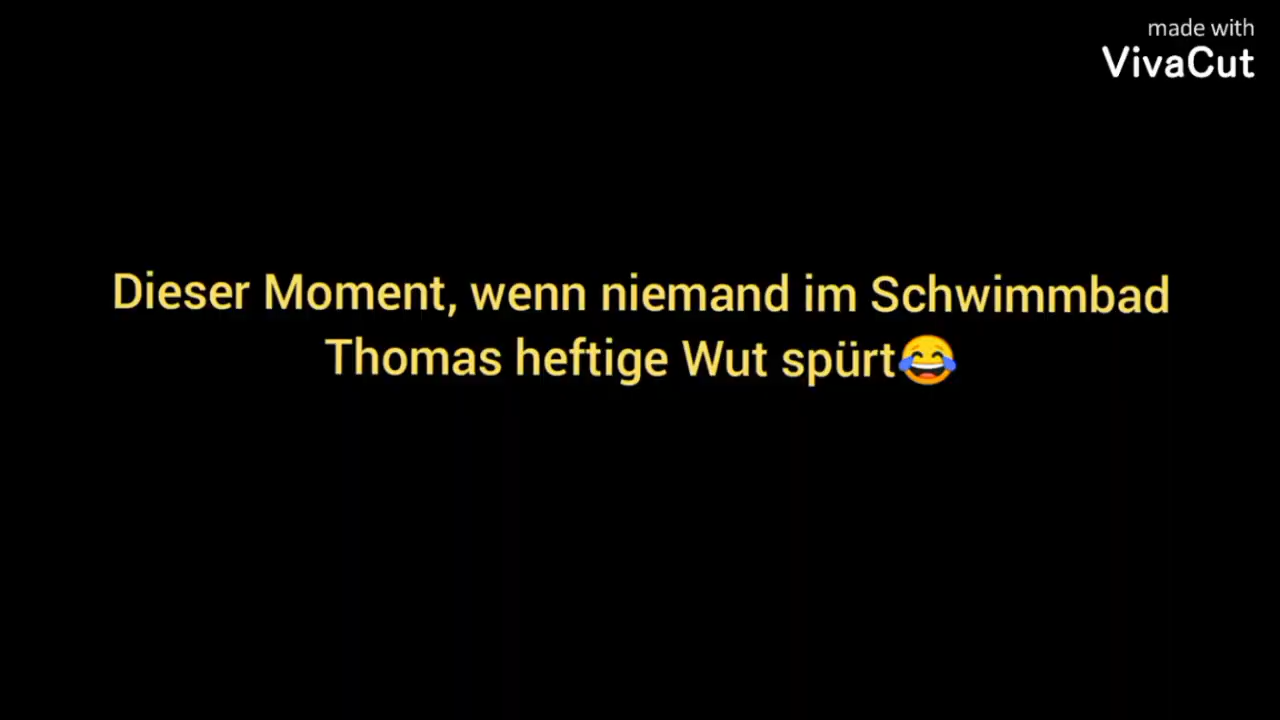 made with
VivaCut
Dieser Moment, wenn niemand im Schwimmbad
Thomas heftige Wut spürt😂